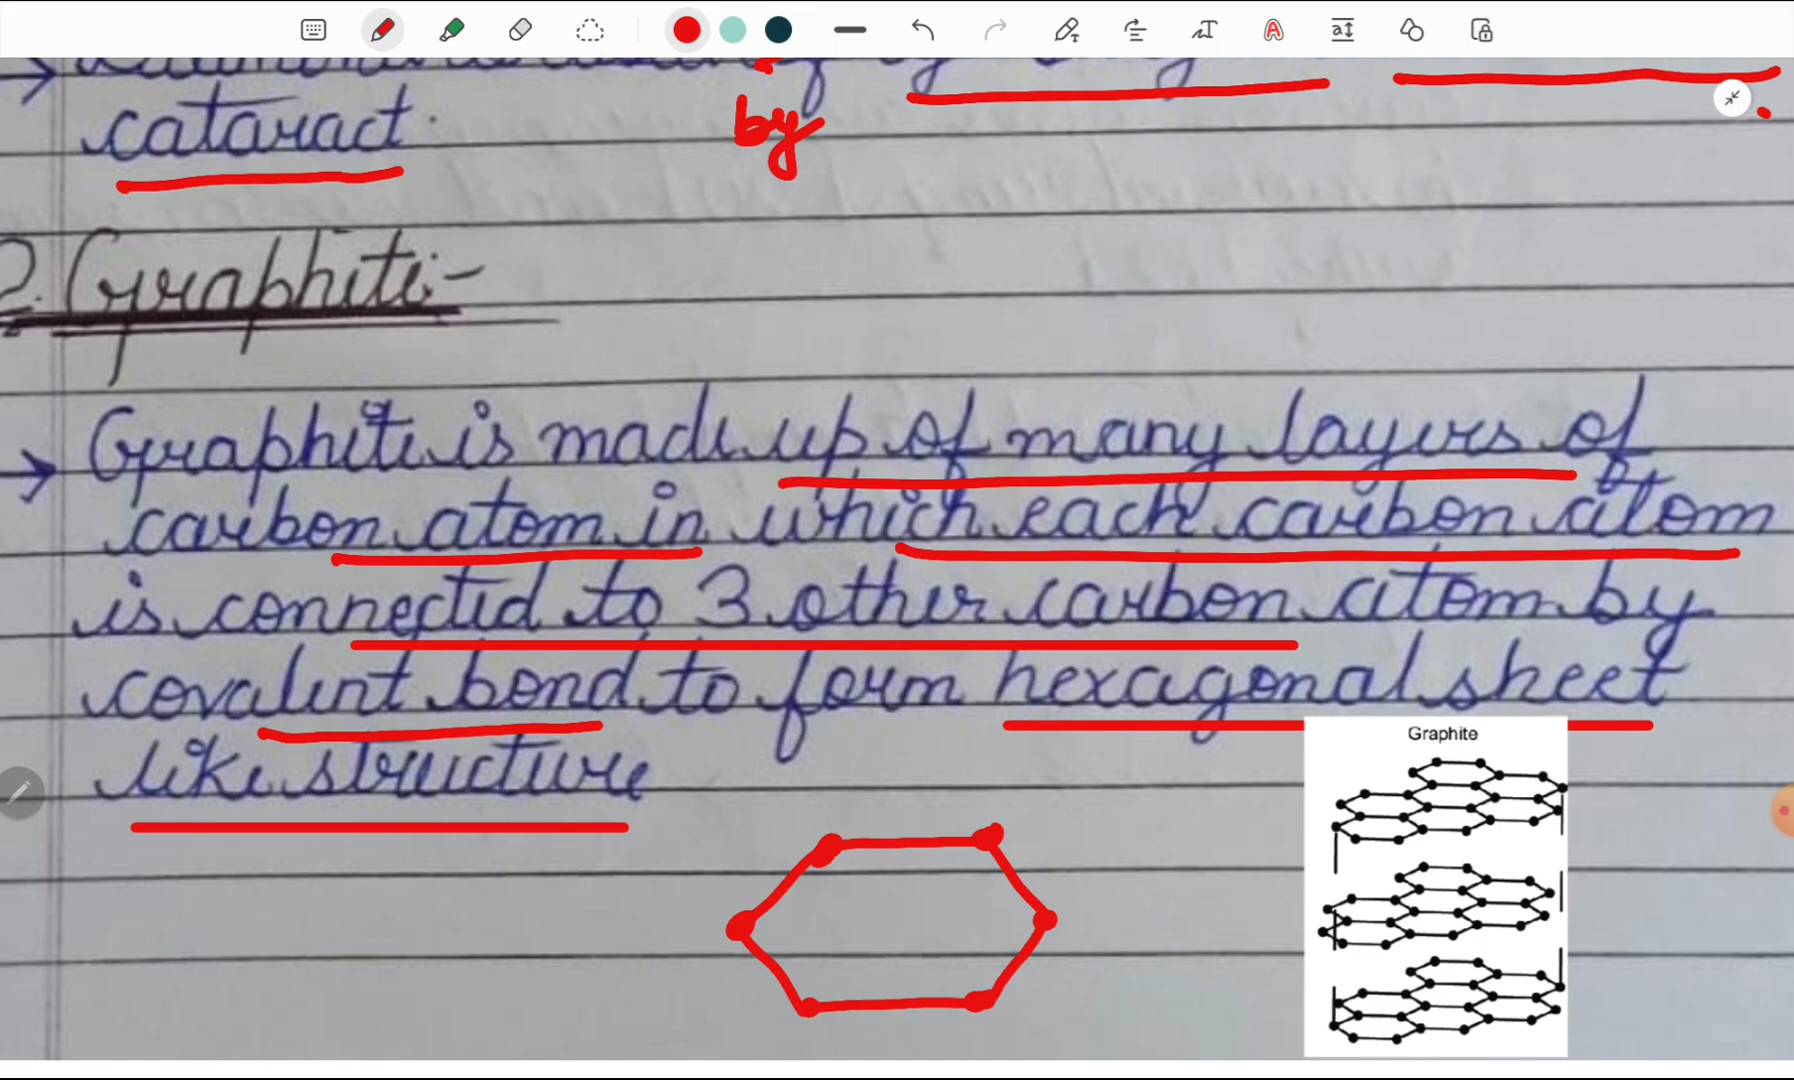 by
cataract.
2. Graphite:-
→ Graphite is made up of many layers of
carbon atom in which each carbon atom
is connected to 3 other carbon atom by
covalent bond to form hexagonal sheet
like structure
Graphite